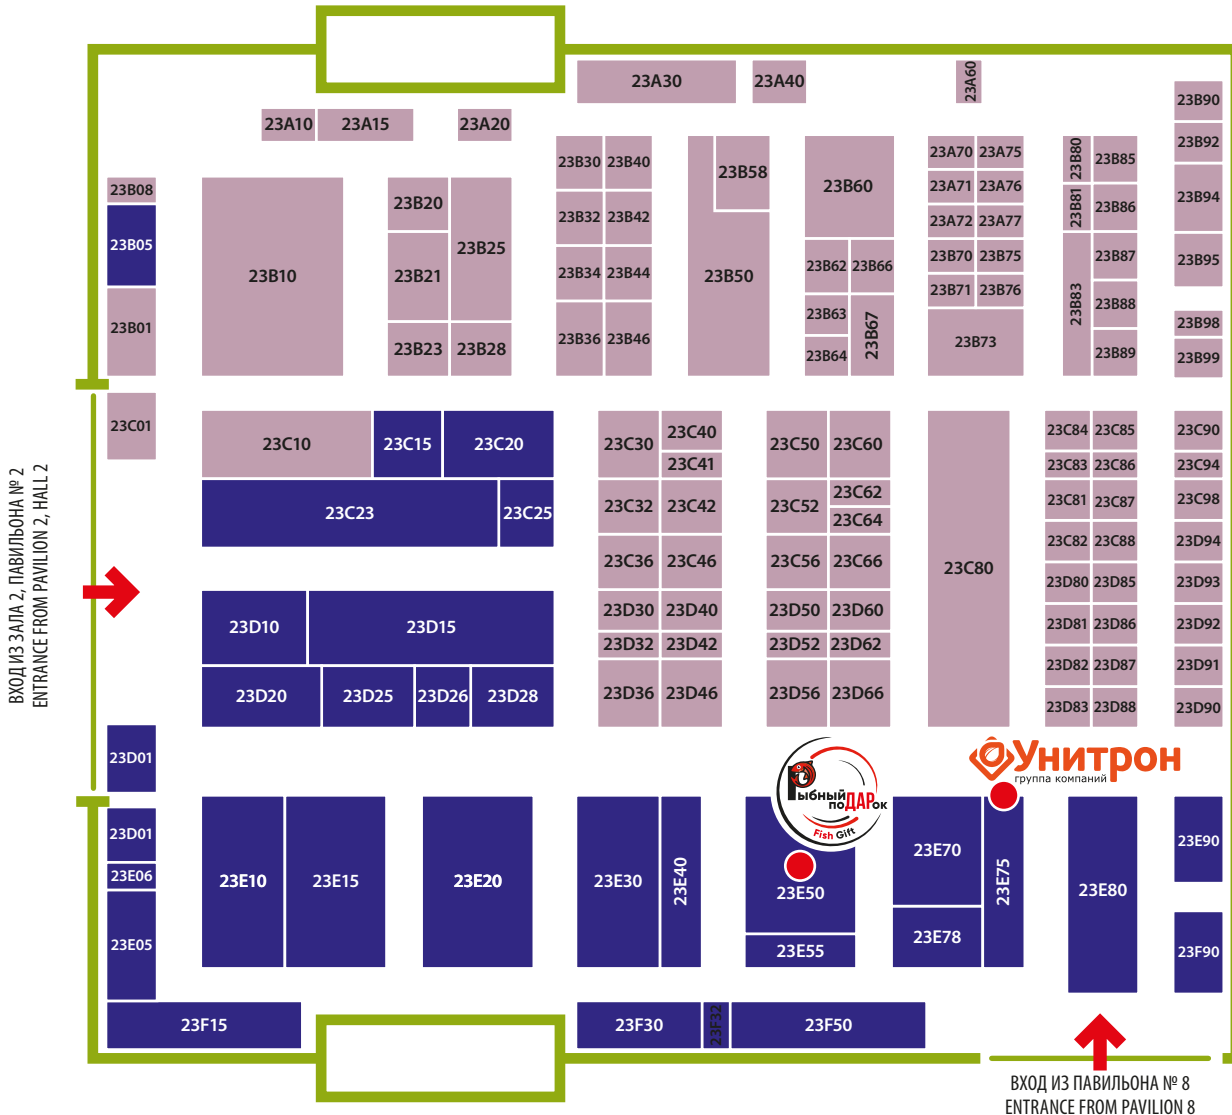 23A30
23A40
23A60
23A10
23A15
23A20
23B90
23B92
23B94
23B95
23B98
23B99
23B08
23B05
23B01
23B10
23B20
23B21
23B25
23B23
23B28
23B30
23B40
23B32
23B42
23B34
23B44
23B36
23B46
23B58
23B50
23B60
23B62
23B66
23B63
23B64
23B67
23A70
23A75
23A71
23A76
23A72
23A77
23B70
23B75
23B71
23B76
23B73
23B80
23B81
23B83
23B85
23B86
23B87
23B88
23B89
23C01
23C10
23C15
23C20
23C23
23C25
23C30
23C40
23C41
23C32
23C42
23C36
23C46
23D30
23D40
23D32
23D42
23D36
23D46
23C50
23C60
23C52
23C62
23C64
23C56
23C66
23D50
23D60
23D52
23D62
23D56
23D66
23C80
23C84
23C85
23C83
23C86
23C81
23C87
23C82
23C88
23D80
23D85
23D81
23D86
23D82
23D87
23D83
23D88
23C90
23C94
23C98
23D94
23D93
23D92
23D91
23D90
ВХОД ИЗ ЗАЛА 2, ПАВИЛЬОНА № 2
ENTRANCE FROM PAVILION 2, HALL 2
23D10
23D15
23D20
23D25
23D26
23D28
23D01
23D01
23E06
23E05
23E10
23E15
23E20
23E30
23E40
Рыбный
поДАРок
Fish Gift
23E50
23E55
Унитрон
группа компаний
23E70
23E78
23E75
23E80
23E90
23F90
23F15
23F30
23F32
23F50
ВХОД ИЗ ПАВИЛЬОНА № 8
ENTRANCE FROM PAVILION 8